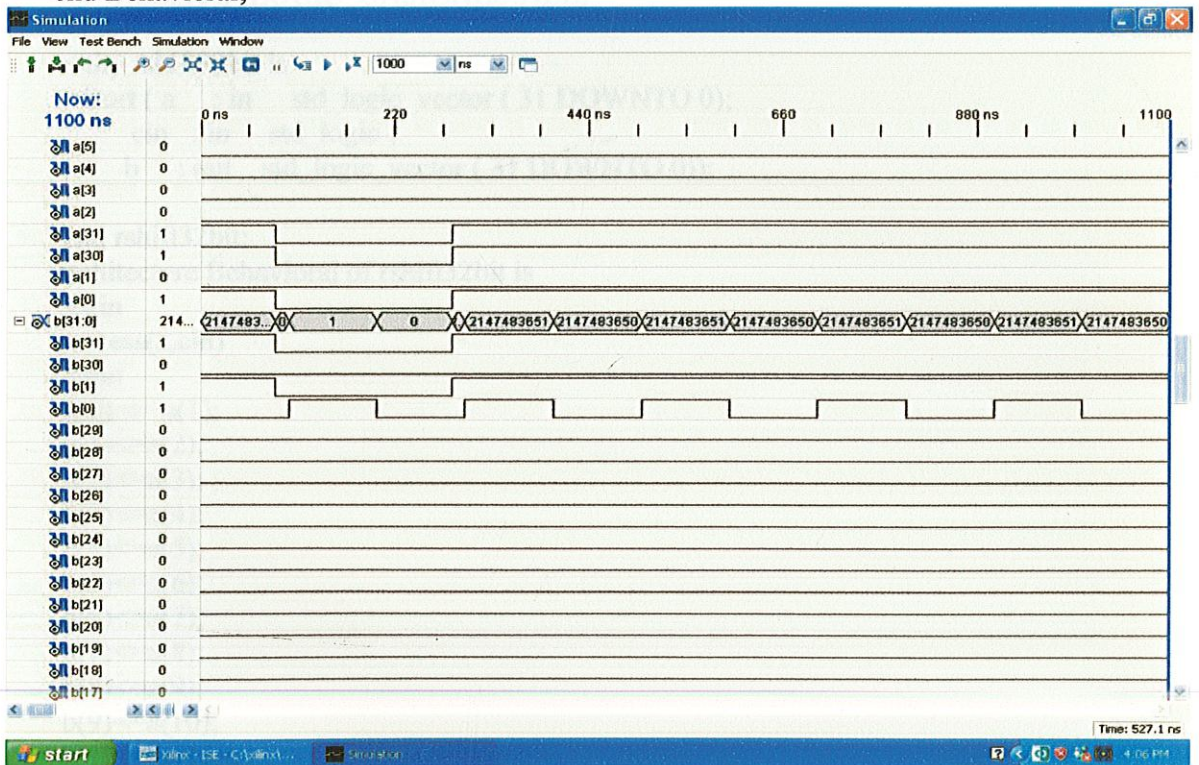 end Behavioral;
Simulation
File View Test Bench Simulation Window
1000 ns
Now:
1100 ns
0 ns 220 440 ns 660 880 ns 1100
a[5] 0
a[4] 0
a[3] 0
a[2] 0
a[31] 1
a[30] 1
a[1] 0
a[0] 1
b[31:0] 214... 2147483... 0 1 0 2147483651 2147483650 2147483651 2147483650 2147483651 2147483650 2147483651 2147483650
b[31] 1
b[30] 0
b[1] 1
b[0] 1
b[29] 0
b[28] 0
b[27] 0
b[26] 0
b[25] 0
b[24] 0
b[23] 0
b[22] 0
b[21] 0
b[20] 0
b[19] 0
b[18] 0
b[17] 0
Time: 527.1 ns
start Xilinx - ISE - C:\xilinx\... Simulation 4:06 PM